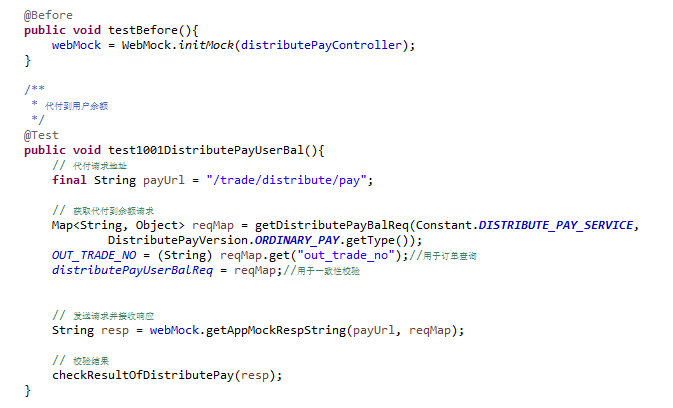 @Before
public void testBefore(){
webMock = WebMock.initMock(distributePayController);
}
/**
* 代付到用户余额
*/
@Test
public void test1001DistributePayUserBal(){
// 代付请求地址
final String payUrl = "/trade/distribute/pay";
// 获取代付到余额请求
Map<String, Object> reqMap = getDistributePayBalReq(Constant.DISTRIBUTE_PAY_SERVICE,
DistributePayVersion.ORDINARY_PAY.getType());
OUT_TRADE_NO = (String) reqMap.get("out_trade_no");//用于订单查询
distributePayUserBalReq = reqMap;//用于一致性校验
// 发送请求并接收响应
String resp = webMock.getAppMockRespString(payUrl, reqMap);
// 校验结果
checkResultOfDistributePay(resp);
}